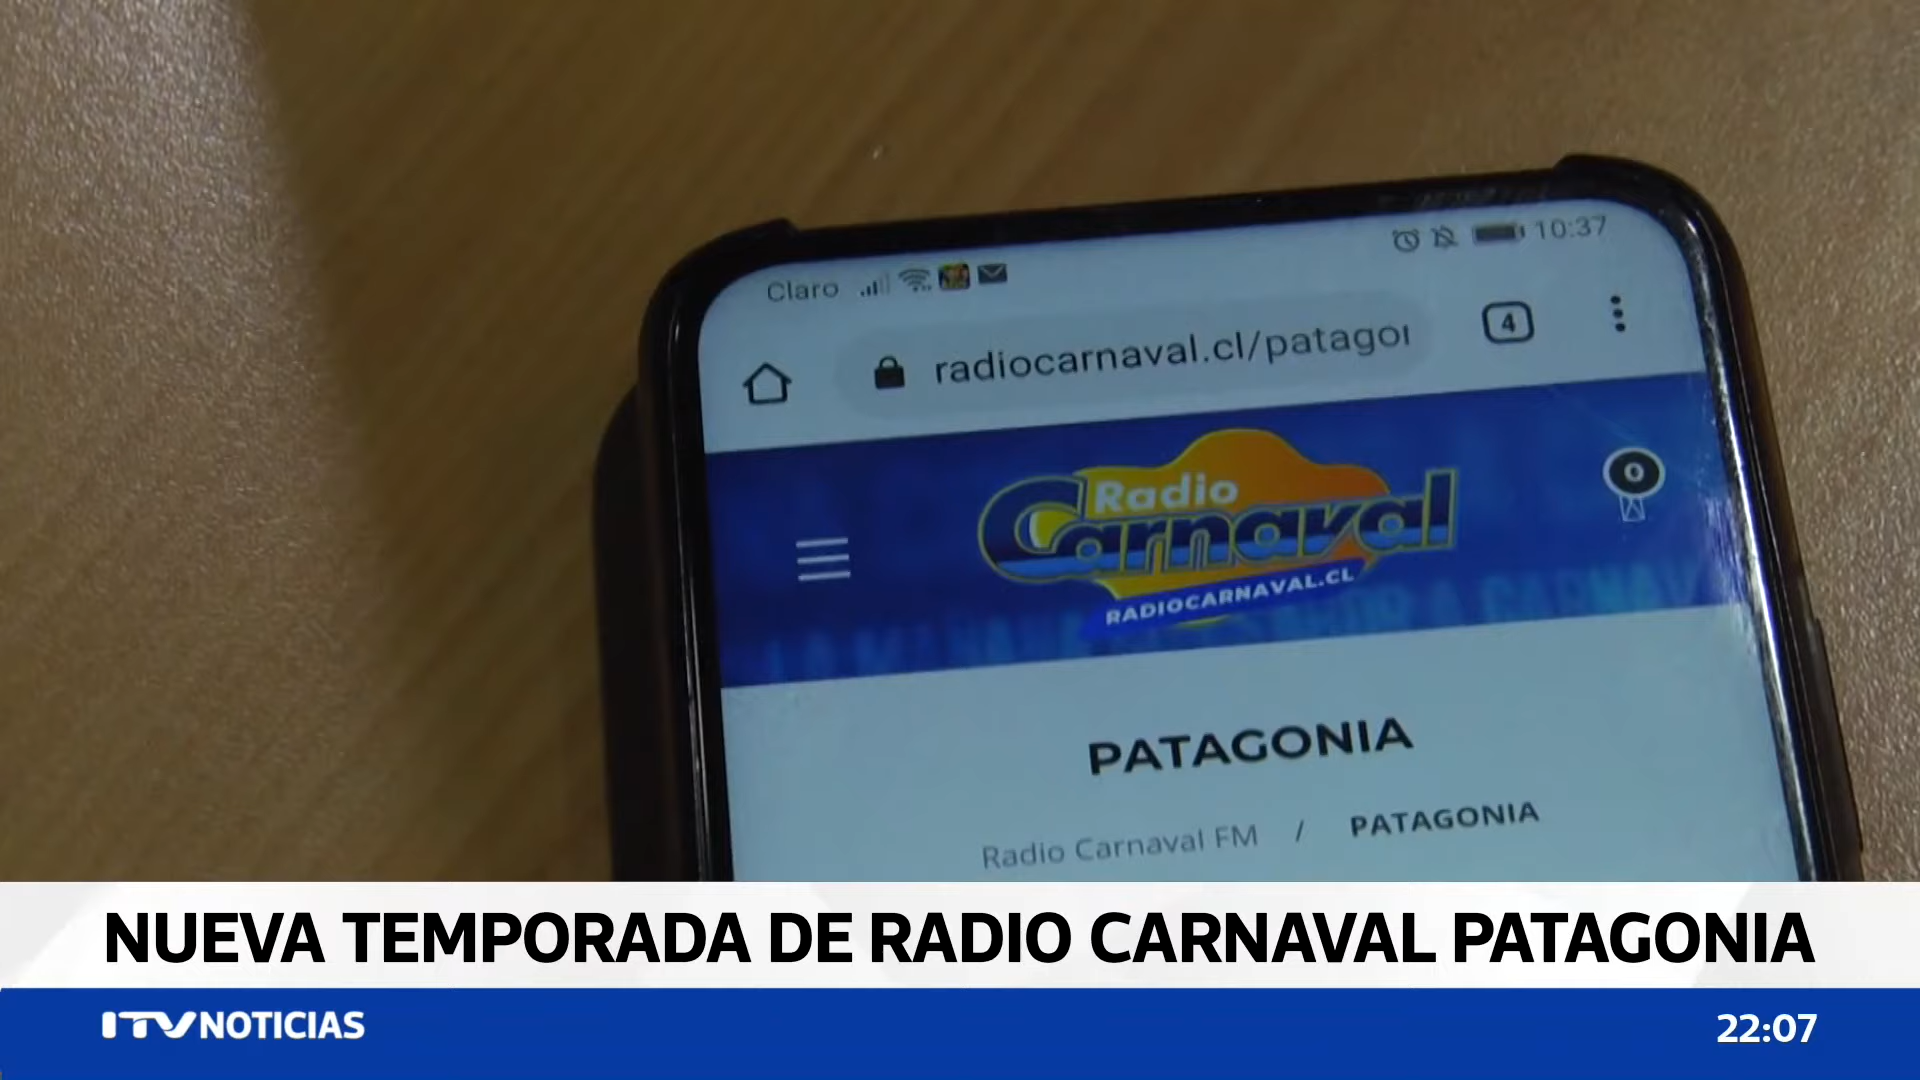 Claro
10:37
radiocarnaval.cl/patagoi
4
Radio
Carnaval
RADIOCARNAVAL.CL
0
PATAGONIA
Radio Carnaval FM / PATAGONIA
NUEVA TEMPORADA DE RADIO CARNAVAL PATAGONIA
ITV NOTICIAS
22:07